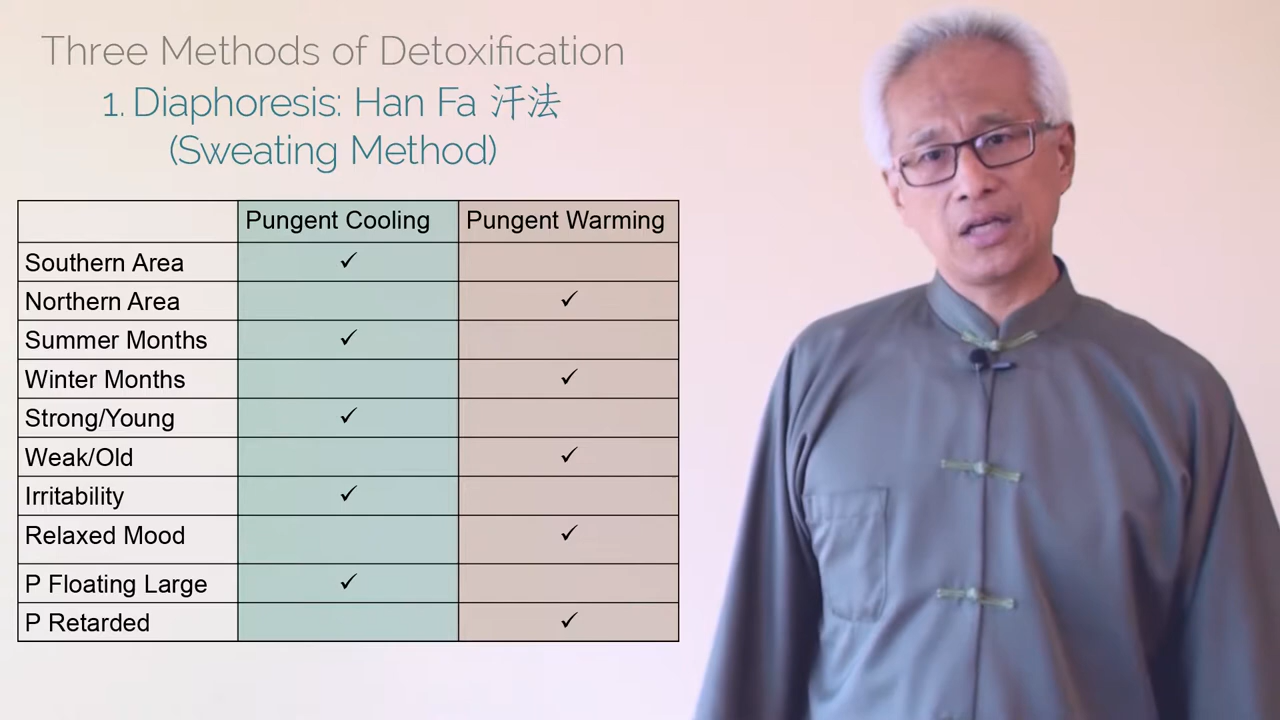 Three Methods of Detoxification
1. Diaphoresis: Han Fa 汗法
(Sweating Method)
Pungent Cooling Pungent Warming
Southern Area ✓
Northern Area ✓
Summer Months ✓
Winter Months ✓
Strong/Young ✓
Weak/Old ✓
Irritability ✓
Relaxed Mood ✓
P Floating Large ✓
P Retarded ✓